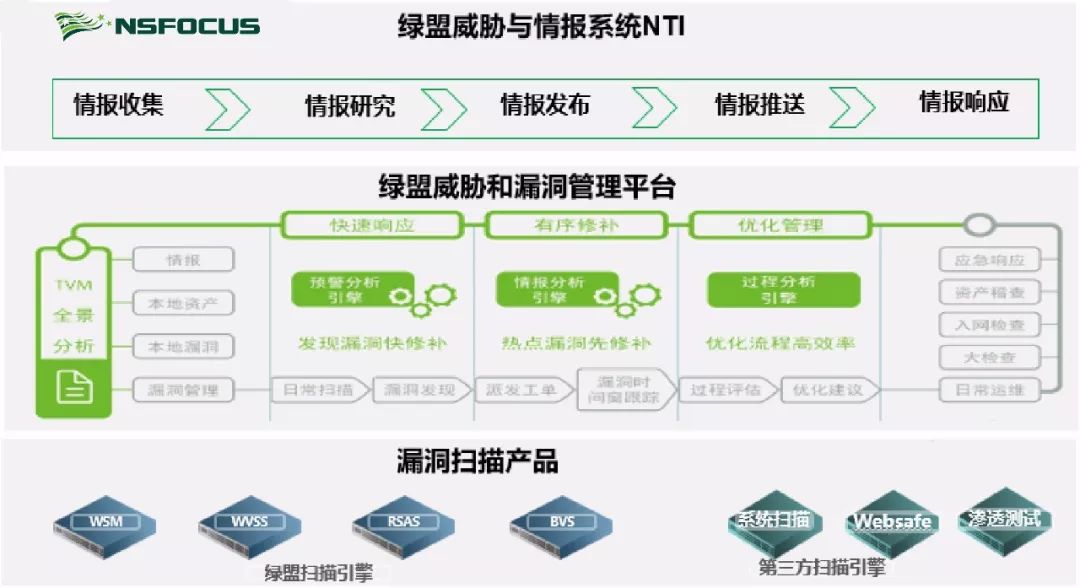 NSFOCUS
绿盟威胁与情报系统NTI
情报收集
情报研究
情报发布
情报推送
情报响应
绿盟威胁和漏洞管理平台
快速响应
有序修补
优化管理
TVM
全景
分析
情报
本地资产
本地漏洞
漏洞管理
预警分析
引擎
发现漏洞快修补
日常扫描
漏洞发现
情报分析
引擎
热点漏洞先修补
派发工单
漏洞时
间窗跟踪
过程分析
引擎
优化流程高效率
过程评估
优化建议
应急响应
资产稽查
入网检查
大检查
日常运维
漏洞扫描产品
WSM
WVSS
RSAS
BVS
绿盟扫描引擎
系统扫描
Websafe
渗透测试
第三方扫描引擎